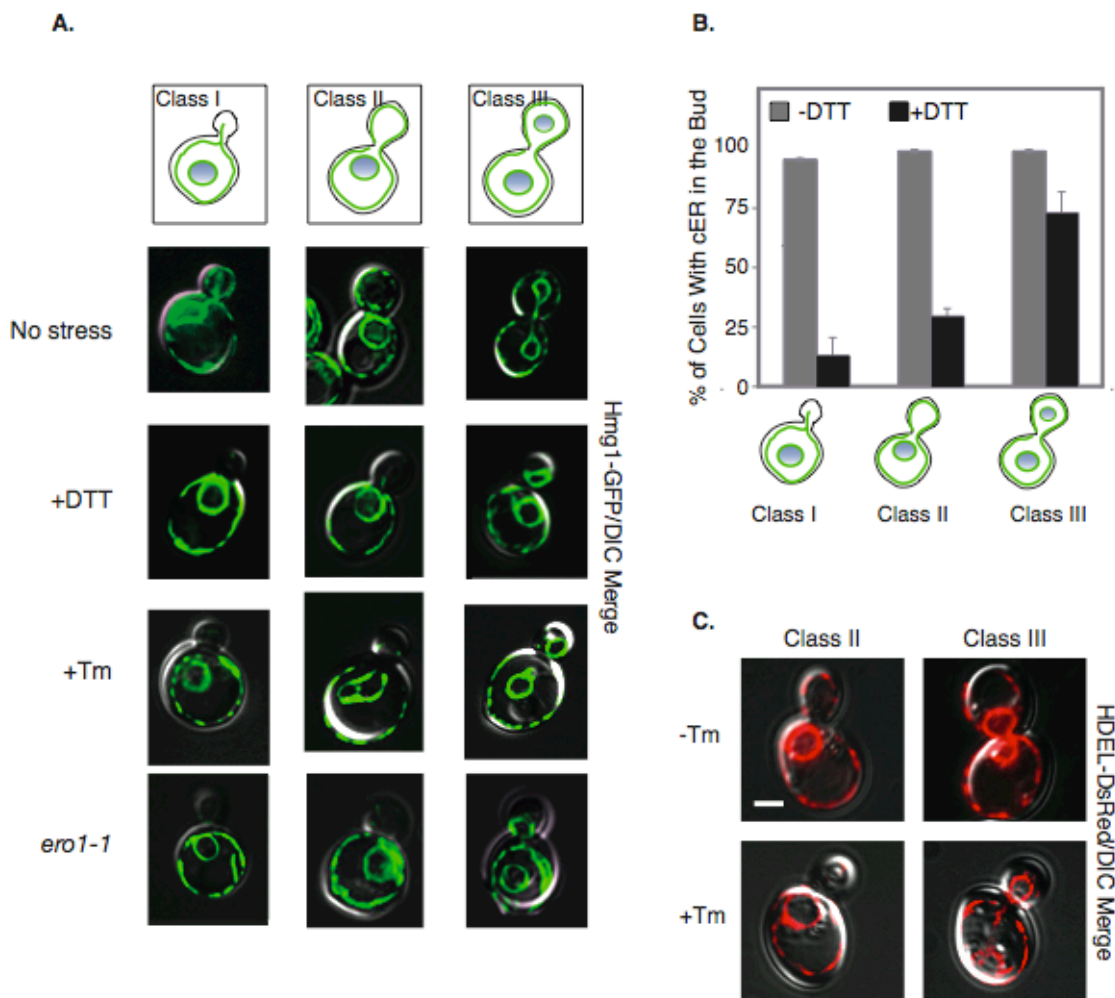 A.
Class I
Class II
Class III
No stress
+DTT
+Tm
ero1-1
Hmg1-GFP/DIC Merge
B.
-DTT
+DTT
% of Cells With cER in the Bud
100
75
50
25
0
Class I
Class II
Class III
C.
Class II
Class III
-Tm
+Tm
HDEL-DsRed/DIC Merge